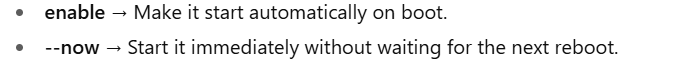 • enable → Make it start automatically on boot.
• --now → Start it immediately without waiting for the next reboot.